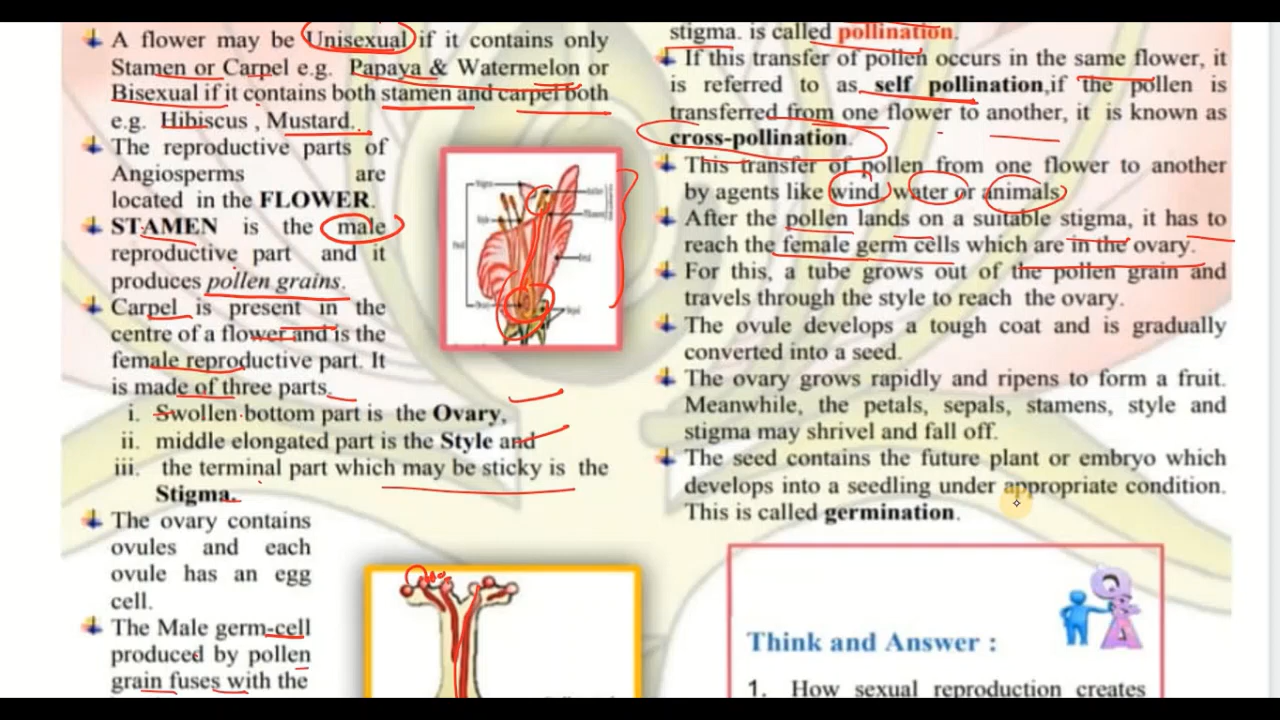 A flower may be Unisexual if it contains only
Stamen or Carpel e.g. Papaya & Watermelon or
Bisexual if it contains both stamen and carpel both
e.g. Hibiscus , Mustard.
The reproductive parts of
Angiosperms are
located in the FLOWER.
STAMEN is the male
reproductive part and it
produces pollen grains.
Carpel is present in the
centre of a flower and is the
female reproductive part. It
is made of three parts.
i. Swollen bottom part is the Ovary,
ii. middle elongated part is the Style and
iii. the terminal part which may be sticky is the
Stigma.
The ovary contains
ovules and each
ovule has an egg
cell.
The Male germ-cell
produced by pollen
grain fuses with the
stigma. is called pollination.
If this transfer of pollen occurs in the same flower, it
is referred to as self pollination,if the pollen is
transferred from one flower to another, it is known as
cross-pollination.
This transfer of pollen from one flower to another
by agents like wind, water or animals.
After the pollen lands on a suitable stigma, it has to
reach the female germ cells which are in the ovary.
For this, a tube grows out of the pollen grain and
travels through the style to reach the ovary.
The ovule develops a tough coat and is gradually
converted into a seed.
The ovary grows rapidly and ripens to form a fruit.
Meanwhile, the petals, sepals, stamens, style and
stigma may shrivel and fall off.
The seed contains the future plant or embryo which
develops into a seedling under appropriate condition.
This is called germination.
Q
&
A
Think and Answer :
1. How sexual reproduction creates